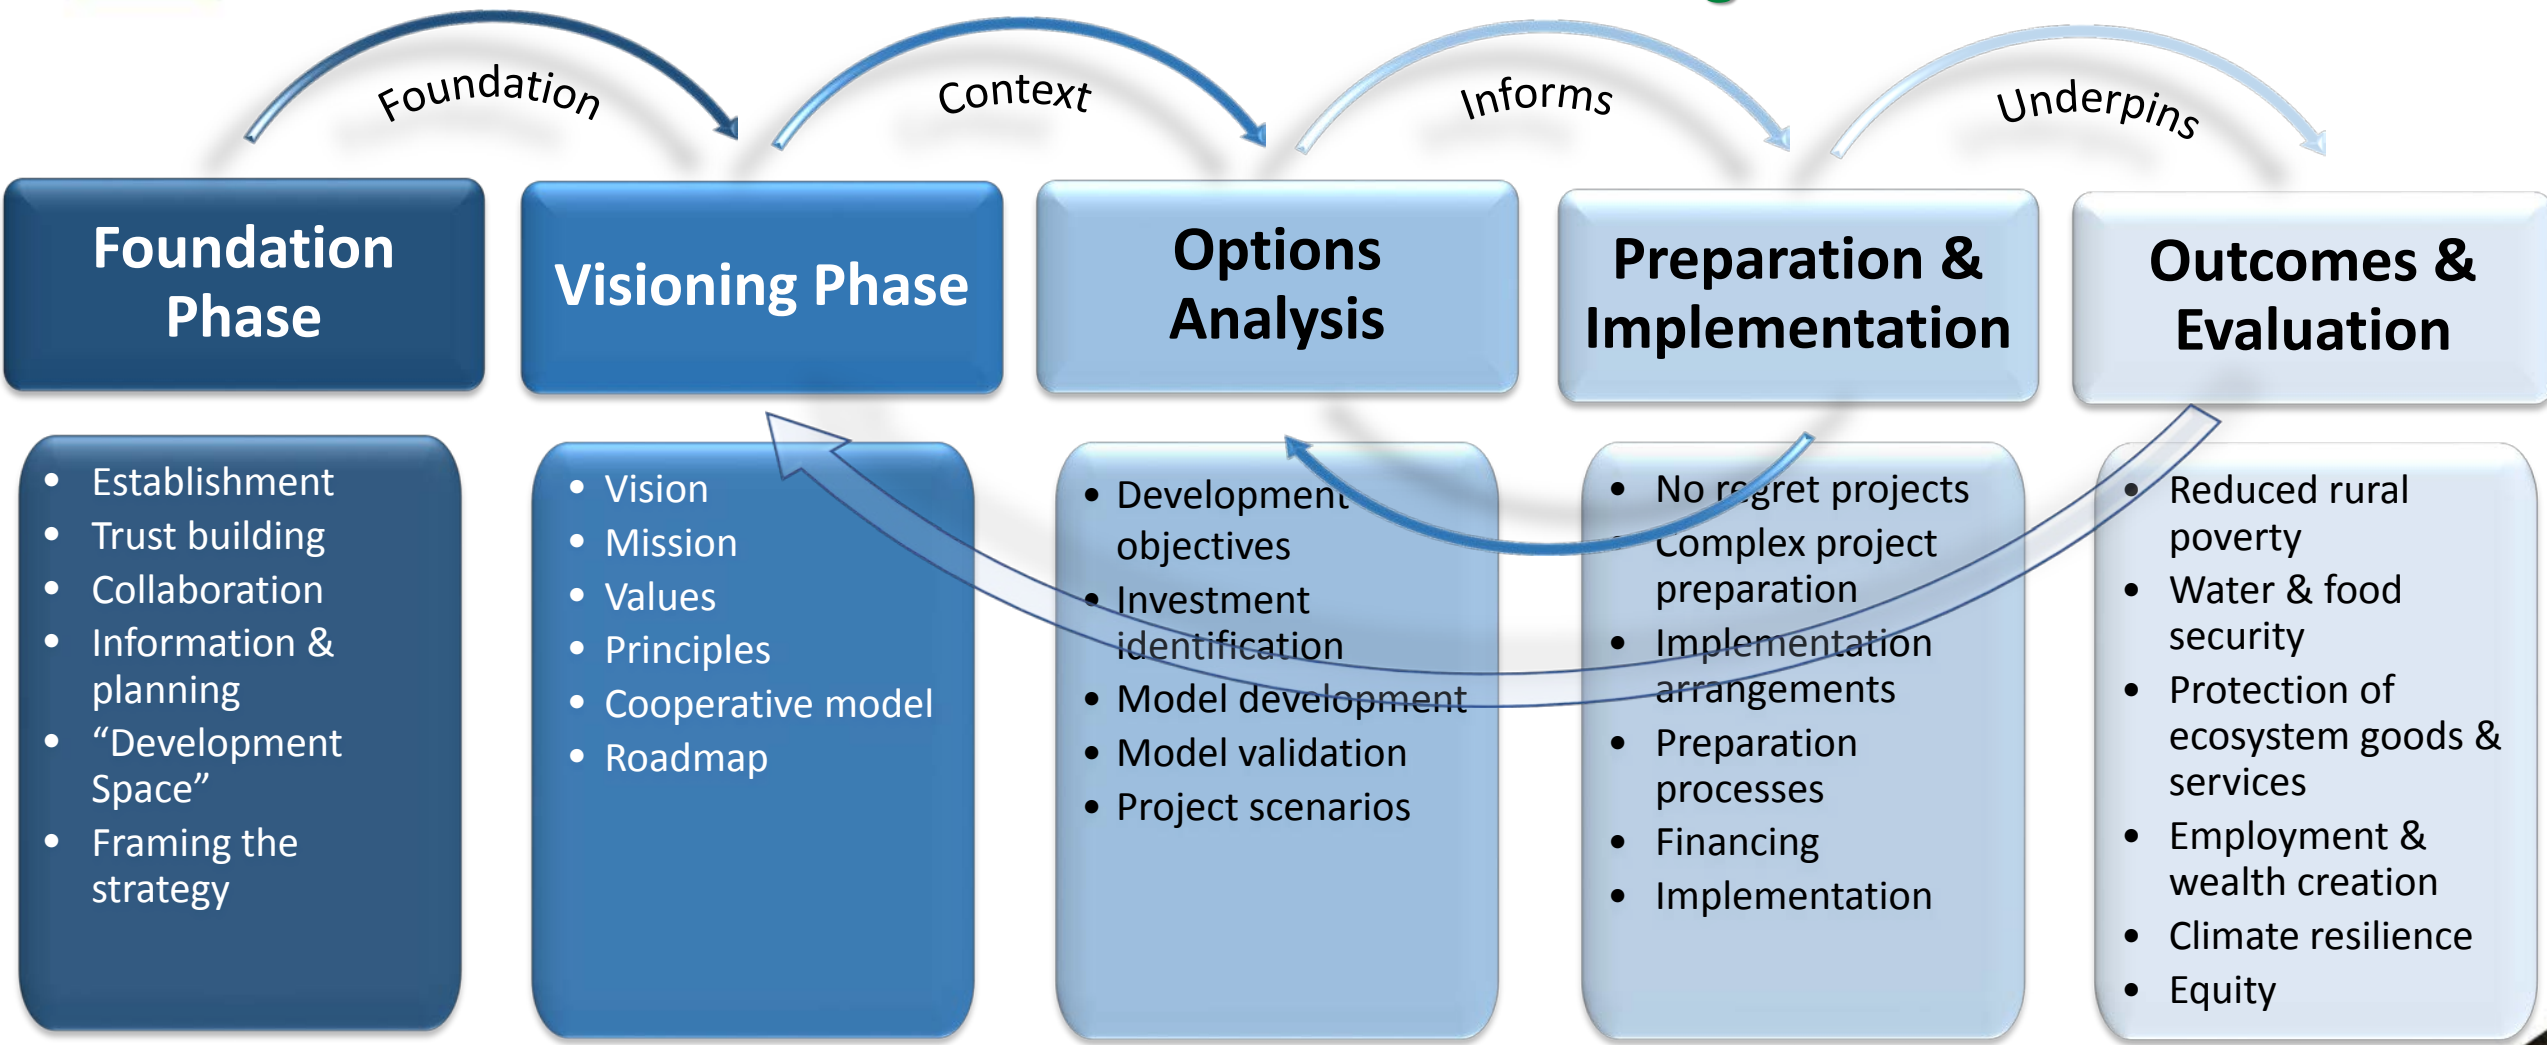 Foundation
Context
Informs
Underpins
Foundation
Phase
Visioning Phase
Options
Analysis
Preparation &
Implementation
Outcomes &
Evaluation
• Establishment
• Trust building
• Collaboration
• Information &
planning
• “Development
Space”
• Framing the
strategy
• Vision
• Mission
• Values
• Principles
• Cooperative model
• Roadmap
• Development
objectives
• Investment
identification
• Model development
• Model validation
• Project scenarios
• No regret projects
• Complex project
preparation
• Implementation
arrangements
• Preparation
processes
• Financing
• Implementation
• Reduced rural
poverty
• Water & food
security
• Protection of
ecosystem goods &
services
• Employment &
wealth creation
• Climate resilience
• Equity